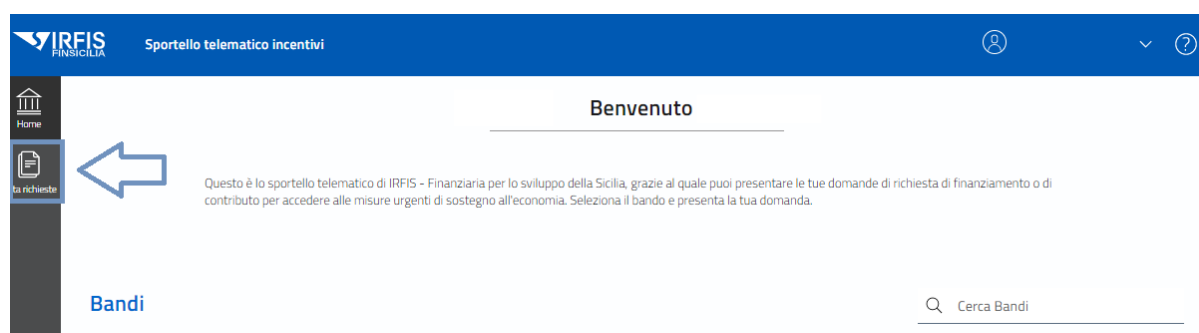 IRFIS
FINSICILIA
Sportello telematico incentivi
Home
ta richieste
Benvenuto
Questo è lo sportello telematico di IRFIS - Finanziaria per lo sviluppo della Sicilia, grazie al quale puoi presentare le tue domande di richiesta di finanziamento o di
contributo per accedere alle misure urgenti di sostegno all'economia. Seleziona il bando e presenta la tua domanda.
Bandi
Cerca Bandi